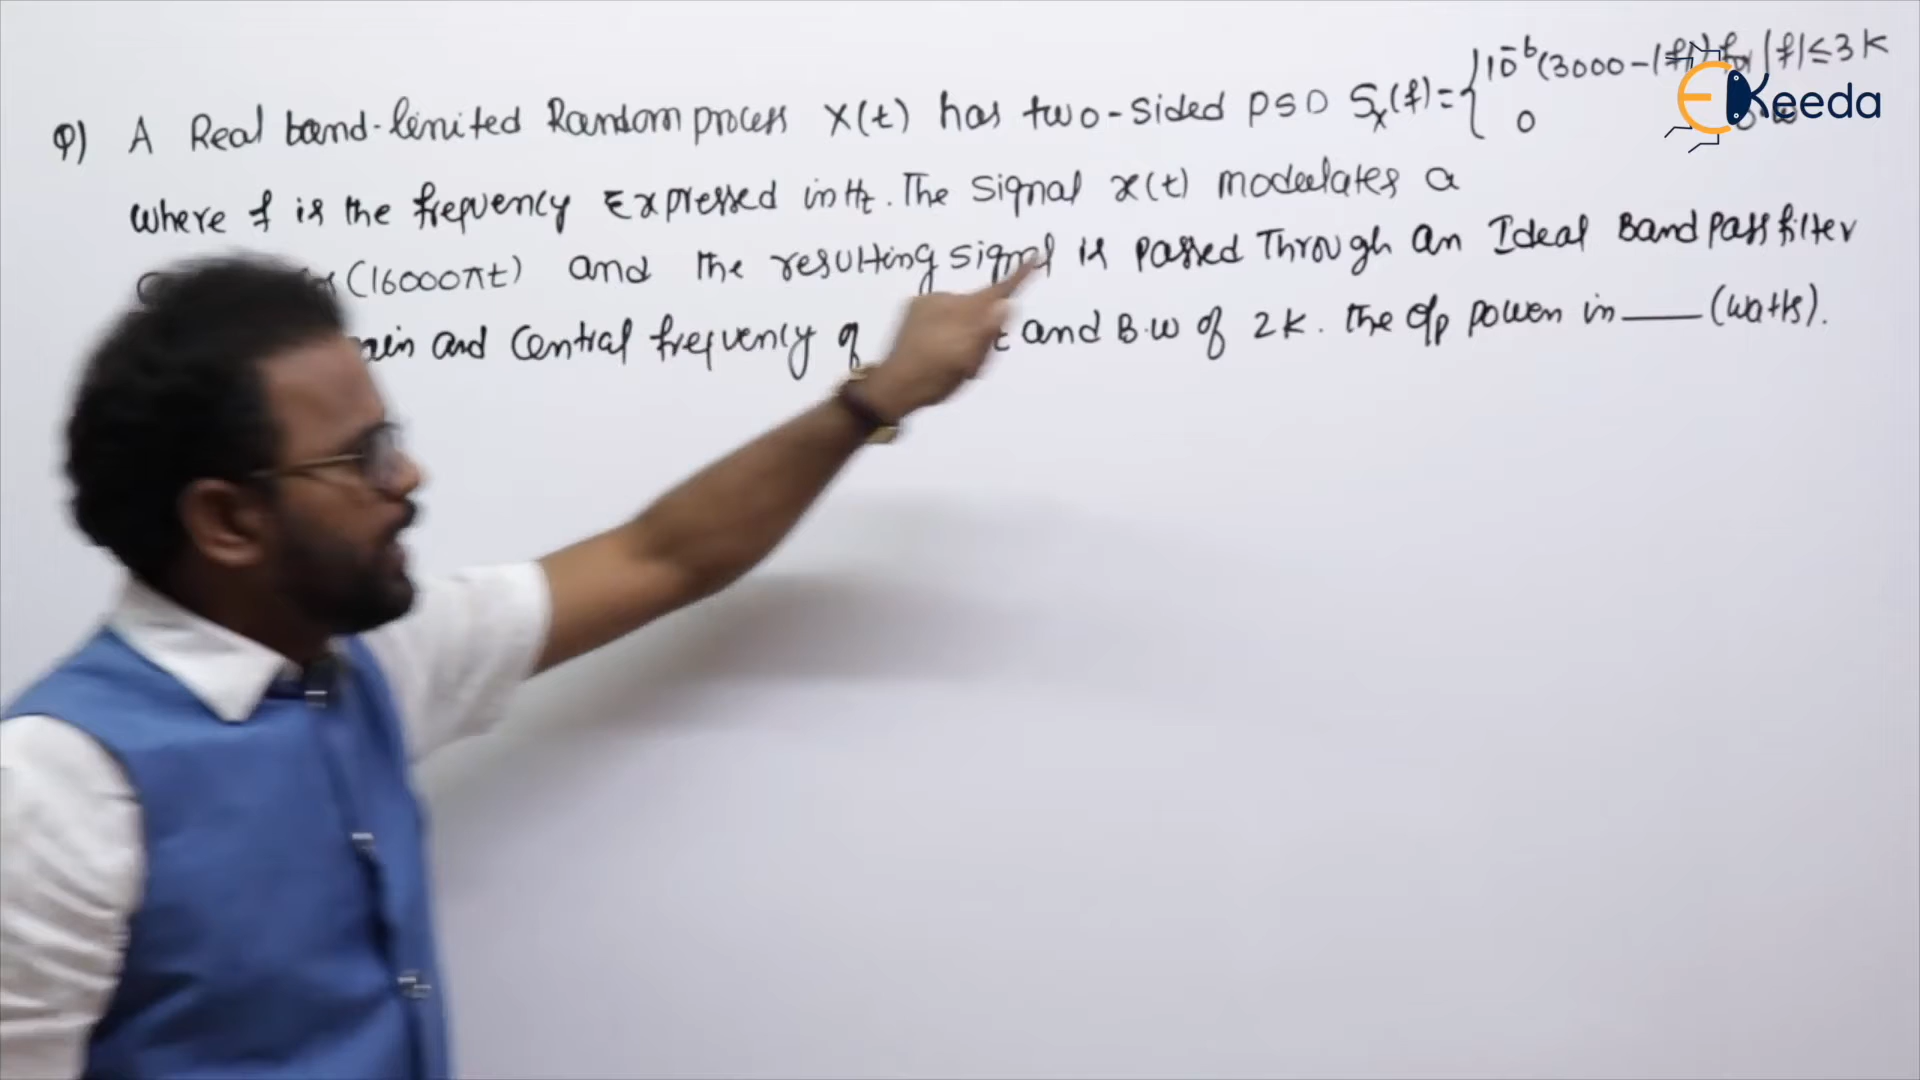 Q) A Real band-limited Random process X(t) has two-sided PSD Sx(f) = { 10^-6 (3000 - |f|) for |f| ≤ 3K
0 0·w
where f is the frequency Expressed in Hz. The Signal x(t) modulates a
(16000πt) and the resulting signal is passed Through an Ideal Band pass filter
and Central frequency of and B.W of 2K. the O/p power in ____ (watts).
EKeeda